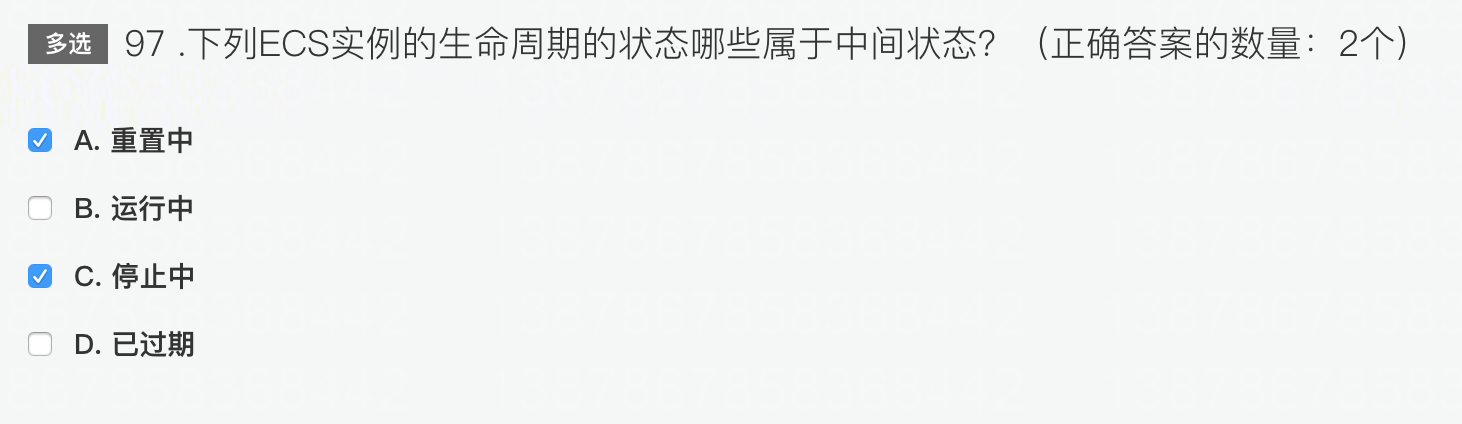 多选 97 .下列ECS实例的生命周期的状态哪些属于中间状态？（正确答案的数量：2个）
A. 重置中
B. 运行中
C. 停止中
D. 已过期